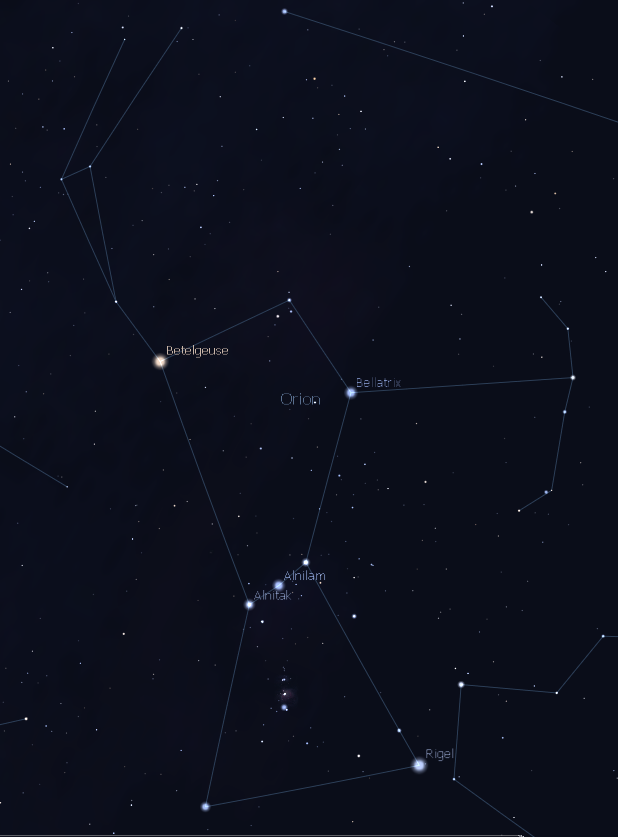 Betelgeuse
Bellatrix
Orion
Alnilam
Alnitak
Rigel